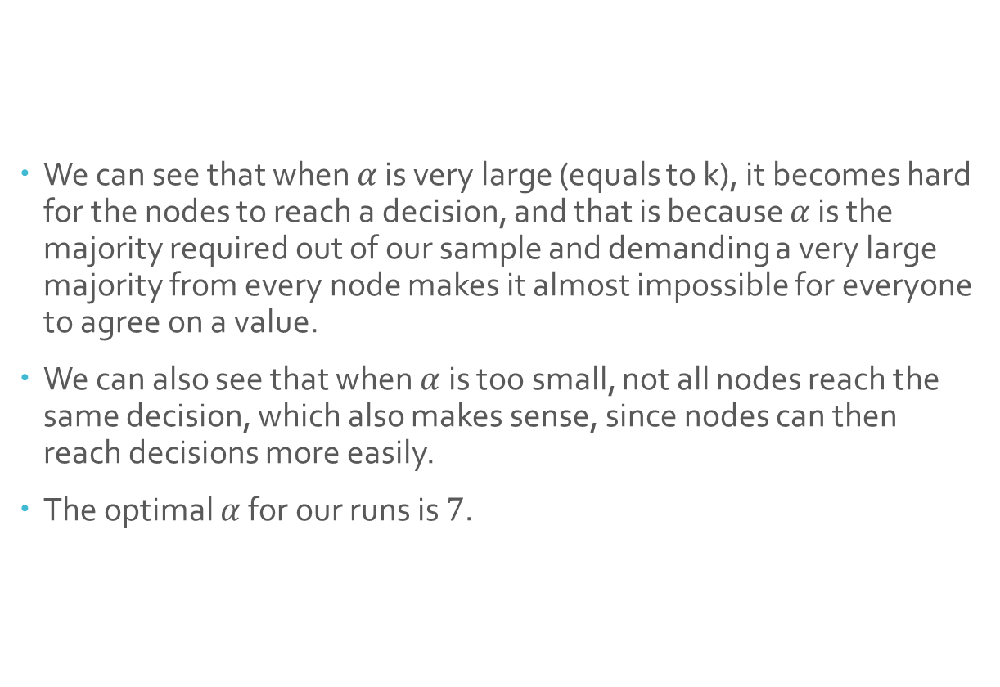 • We can see that when α is very large (equals to k), it becomes hard
for the nodes to reach a decision, and that is because α is the
majority required out of our sample and demanding a very large
majority from every node makes it almost impossible for everyone
to agree on a value.
• We can also see that when α is too small, not all nodes reach the
same decision, which also makes sense, since nodes can then
reach decisions more easily.
• The optimal α for our runs is 7.